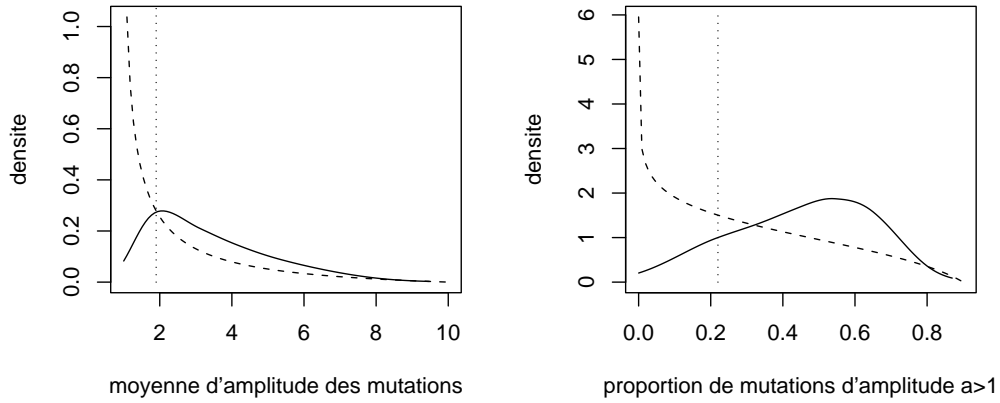 densite
0.0 0.2 0.4 0.6 0.8 1.0
2 4 6 8 10
moyenne d'amplitude des mutations
densite
0 1 2 3 4 5 6
0.0 0.2 0.4 0.6 0.8
proportion de mutations d'amplitude a>1